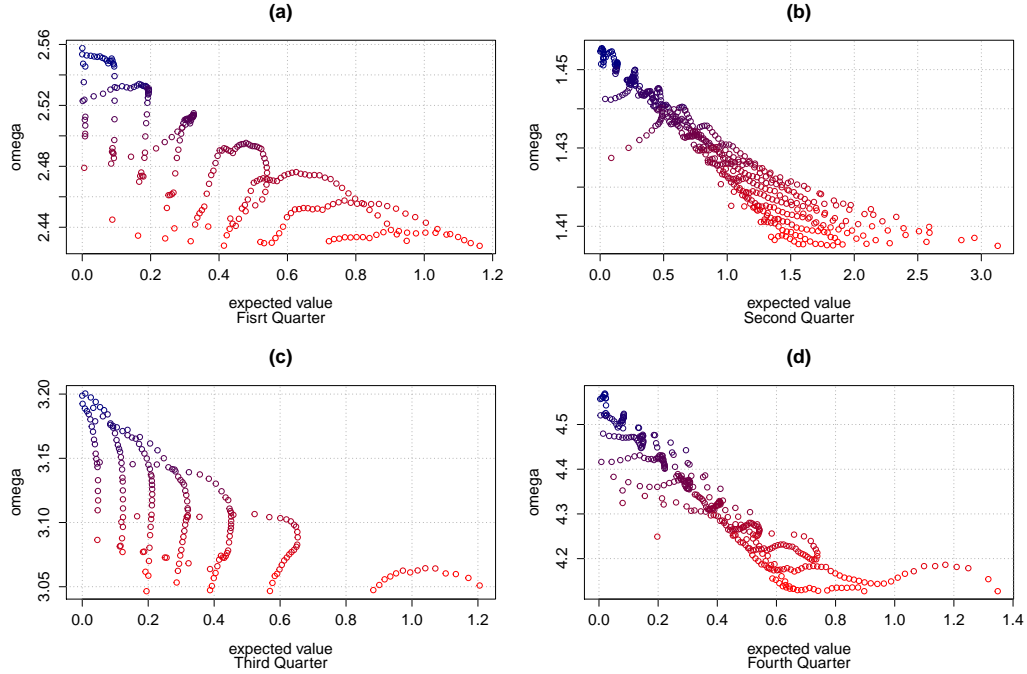 (a)
omega
2.44 2.48 2.52 2.56
0.0 0.2 0.4 0.6 0.8 1.0 1.2
expected value
Fisrt Quarter
(b)
omega
1.41 1.43 1.45
0.0 0.5 1.0 1.5 2.0 2.5 3.0
expected value
Second Quarter
(c)
omega
3.05 3.10 3.15 3.20
0.0 0.2 0.4 0.6 0.8 1.0 1.2
expected value
Third Quarter
(d)
omega
4.2 4.3 4.4 4.5
0.0 0.2 0.4 0.6 0.8 1.0 1.2 1.4
expected value
Fourth Quarter